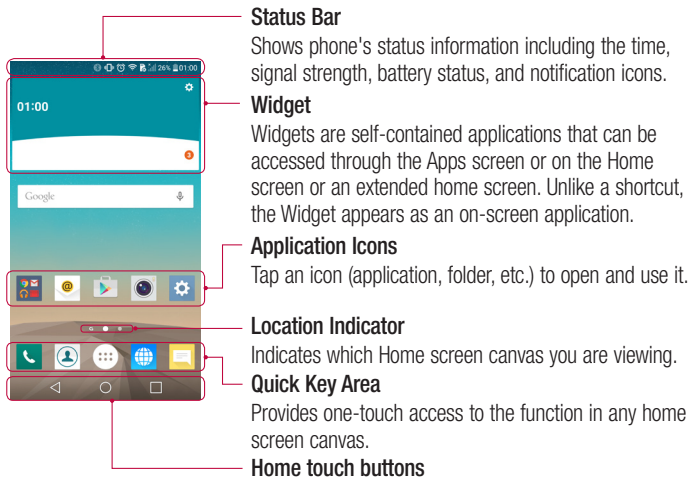 Status Bar
Shows phone's status information including the time,
signal strength, battery status, and notification icons.
26% 01:00
Widget
01:00
Widgets are self-contained applications that can be
accessed through the Apps screen or on the Home
screen or an extended home screen. Unlike a shortcut,
the Widget appears as an on-screen application.
3
Google
Application Icons
Tap an icon (application, folder, etc.) to open and use it.
@
Location Indicator
Indicates which Home screen canvas you are viewing.
Quick Key Area
Provides one-touch access to the function in any home
screen canvas.
Home touch buttons